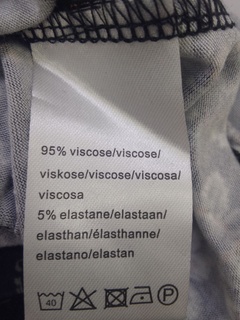 95% viscose/viscose/
viskose/viscose/viscosa/
viscosa
5% elastane/elastaan/
elasthan/élasthanne/
elastano/elastan
40 P